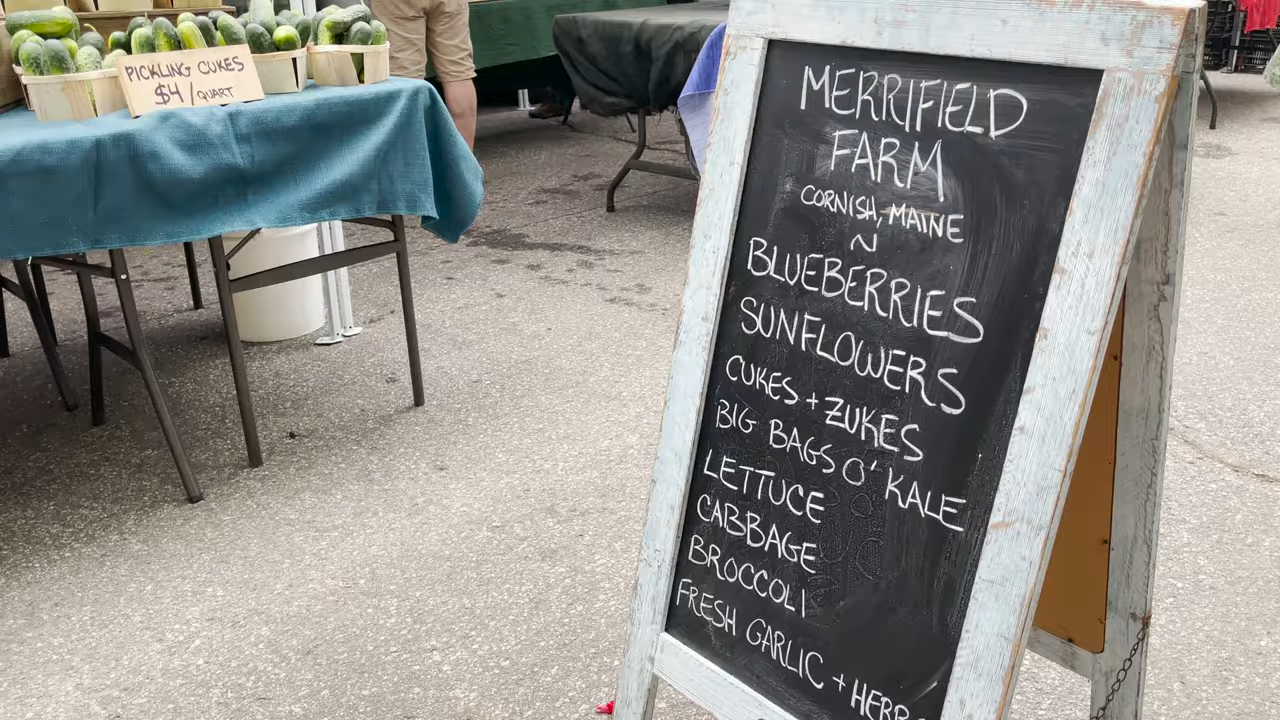 PICKLING CUKES
$4/QUART
MERRIFIELD
FARM
CORNISH, MAINE
~
BLUEBERRIES
SUNFLOWERS
CUKES + ZUKES
BIG BAGS O' KALE
LETTUCE
CABBAGE
BROCCOLI
FRESH GARLIC + HERBS